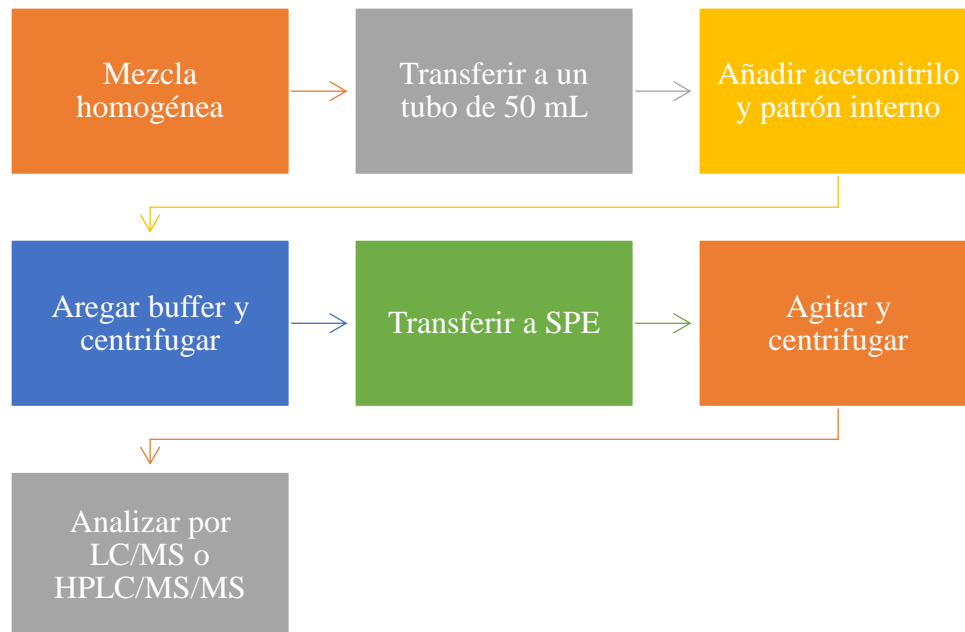 Mezcla
homogénea
Transferir a un
tubo de 50 mL
Añadir acetonitrilo
y patrón interno
Aregar buffer y
centrifugar
Transferir a SPE
Agitar y
centrifugar
Analizar por
LC/MS o
HPLC/MS/MS